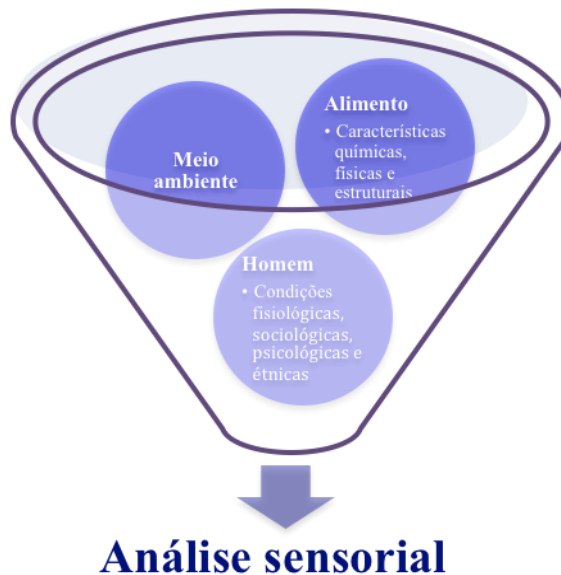 Meio
ambiente
Alimento
• Características
químicas,
físicas e
estruturais
Homem
• Condições
fisiológicas,
sociológicas,
psicológicas e
étnicas
Análise sensorial